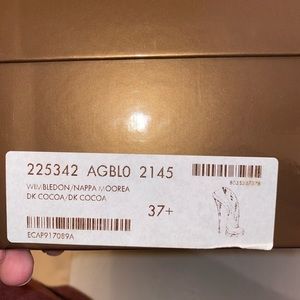 225342 AGBL0 2145
WIMBLEDON/NAPPA MOOREA
DK COCOA/DK COCOA
37+
ECAP917089A